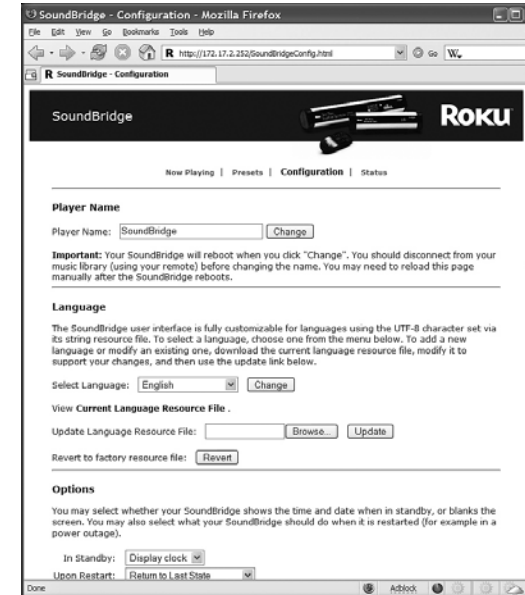 SoundBridge - Configuration - Mozilla Firefox
File Edit View Go Bookmarks Tools Help
R http://172.17.2.252/SoundBridgeConfig.html Go W.
R SoundBridge - Configuration
SoundBridge ROKU
Now Playing | Presets | Configuration | Status
Player Name
Player Name: SoundBridge Change
Important: Your SoundBridge will reboot when you click "Change". You should disconnect from your
music library (using your remote) before changing the name. You may need to reload this page
manually after the SoundBridge reboots.
Language
The SoundBridge user interface is fully customizable for languages using the UTF-8 character set via
its string resource file. To select a language, choose one from the menu below. To add a new
language or modify an existing one, download the current language resource file, modify it to
support your changes, and then use the update link below.
Select Language: English Change
View Current Language Resource File .
Update Language Resource File: Browse... Update
Revert to factory resource file: Revert
Options
You may select whether your SoundBridge shows the time and date when in standby, or blanks the
screen. You may also select what your SoundBridge should do when it is restarted (for example in a
power outage).
In Standby: Display clock
Upon Restart: Return to Last State
Done Adblock